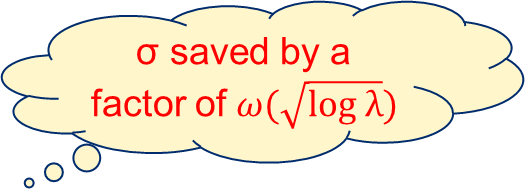 σ saved by a
factor of ω(√log λ)